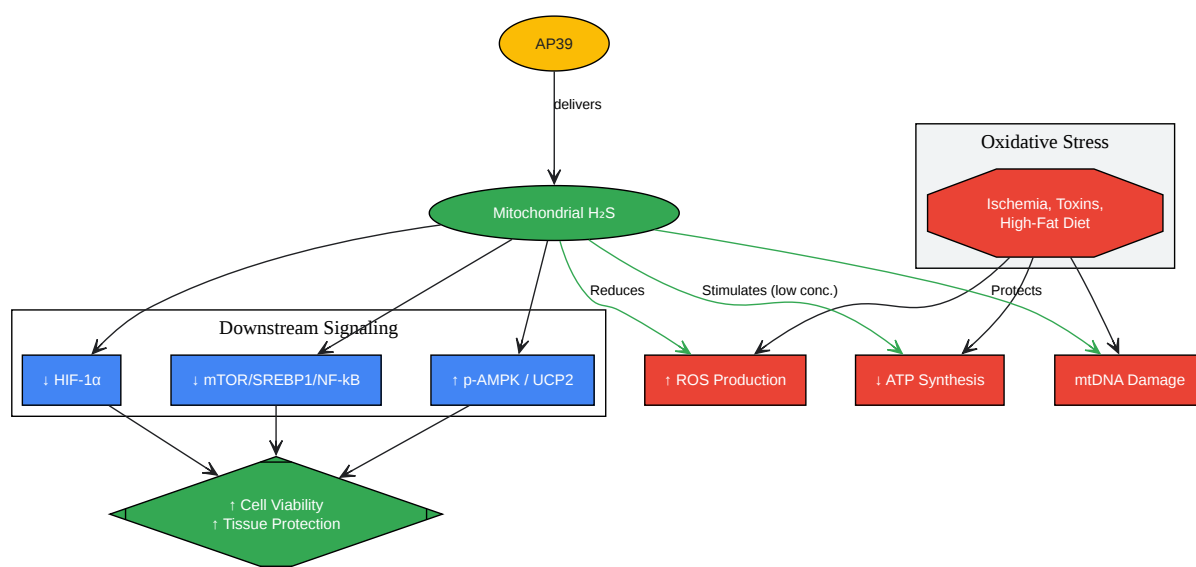 AP39
delivers
Oxidative Stress
Ischemia, Toxins,
High-Fat Diet
Mitochondrial H₂S
Reduces
Stimulates (low conc.)
Protects
Downstream Signaling
↓ HIF-1α
↓ mTOR/SREBP1/NF-kB
↑ p-AMPK / UCP2
↑ ROS Production
↓ ATP Synthesis
mtDNA Damage
↑ Cell Viability
↑ Tissue Protection